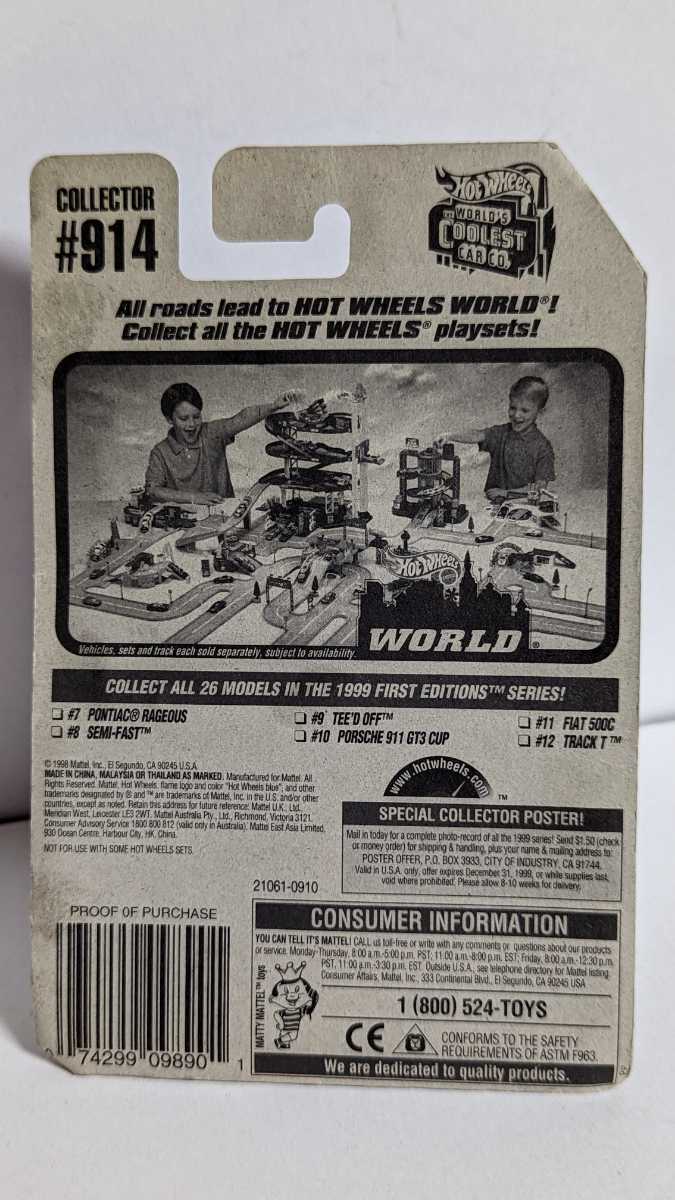 COLLECTOR
#914
HOT WHEELS
THE WORLD'S
COOLEST
CAR CO.
All roads lead to HOT WHEELS WORLD®!
Collect all the HOT WHEELS® playsets!
HOT WHEELS
WORLD®
Vehicles, sets and track each sold separately, subject to availability.
COLLECT ALL 26 MODELS IN THE 1999 FIRST EDITIONS™ SERIES!
☐ #7 PONTIAC® RAGEOUS
☐ #8 SEMI-FAST™
☐ #9 TEE'D OFF™
☐ #10 PORSCHE 911 GT3 CUP
☐ #11 FIAT 500C
☐ #12 TRACK T™
© 1998 Mattel, Inc., El Segundo, CA 90245 U.S.A.
MADE IN CHINA, MALAYSIA OR THAILAND AS MARKED. Manufactured for Mattel. All
Rights Reserved. Mattel, Hot Wheels, flame logo and color "Hot Wheels blue", and other
trademarks designated by ® and ™ are trademarks of Mattel, Inc. in the U.S. and/or other
countries, except as noted. Retain this address for future reference: Mattel U.K., Ltd.,
Meridian West, Leicester LE3 2WT. Mattel Australia Pty., Ltd., Richmond, Victoria 3121.
Consumer Advisory Service 1800 800 812 (valid only in Australia). Mattel East Asia Limited,
930 Ocean Centre, Harbour City, HK, China.
NOT FOR USE WITH SOME HOT WHEELS SETS.
www.hotwheels.com
™
SPECIAL COLLECTOR POSTER!
Mail in today for a complete photo-record of all the 1999 series! Send $1.50 (check
or money order) for shipping & handling, plus your name & mailing address to:
POSTER OFFER, P.O. BOX 3933, CITY OF INDUSTRY, CA 91744.
Valid in U.S.A. only, offer expires December 31, 1999, or while supplies last,
void where prohibited. Please allow 8-10 weeks for delivery.
21061-0910
PROOF OF PURCHASE
0 74299 09890 1
CONSUMER INFORMATION
YOU CAN TELL IT'S MATTEL! CALL us toll-free or write with any comments or questions about our products
or service. Monday-Thursday, 8:00 a.m.-5:00 p.m. PST; 11:00 a.m.-8:00 p.m. EST; Friday, 8:00 a.m.-12:30 p.m.
PST, 11:00 a.m.-3:30 p.m. EST. Outside U.S.A., see telephone directory for Mattel listing.
Consumer Affairs, Mattel, Inc., 333 Continental Blvd., El Segundo, CA 90245 USA
MATTY MATTEL™ toys
1 (800) 524-TOYS
CE
CONFORMS TO THE SAFETY
REQUIREMENTS OF ASTM F963.
We are dedicated to quality products.